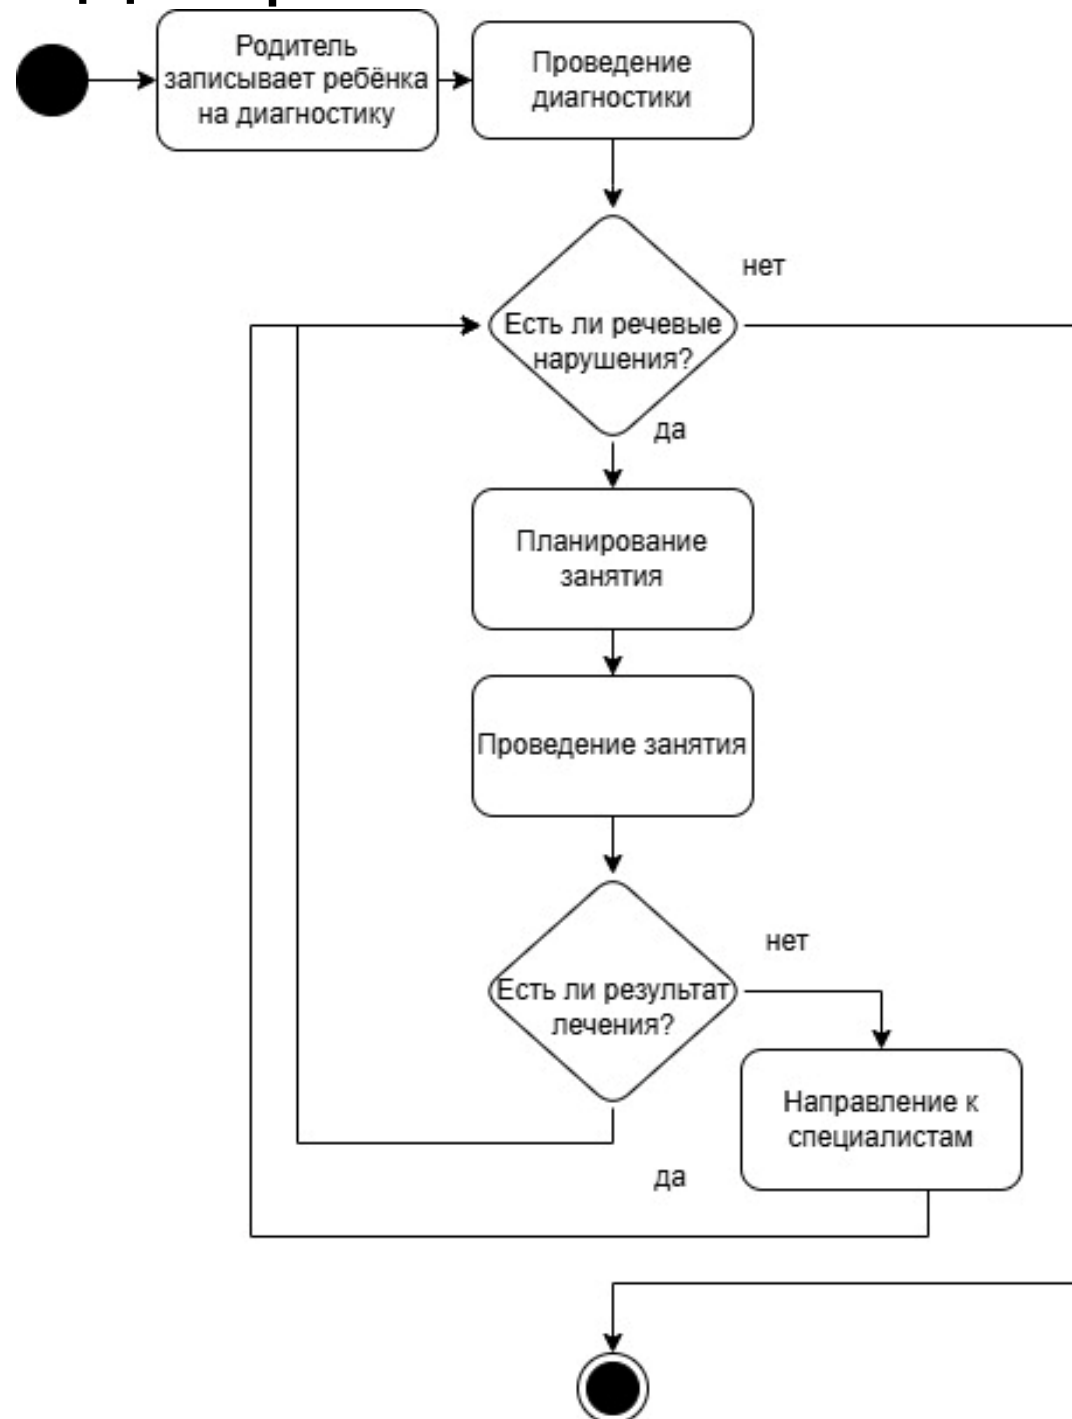 Родитель
записывает ребёнка
на диагностику
Проведение
диагностики
нет
Есть ли речевые
нарушения?
да
Планирование
занятия
Проведение занятия
нет
Есть ли результат
лечения?
Направление к
специалистам
да